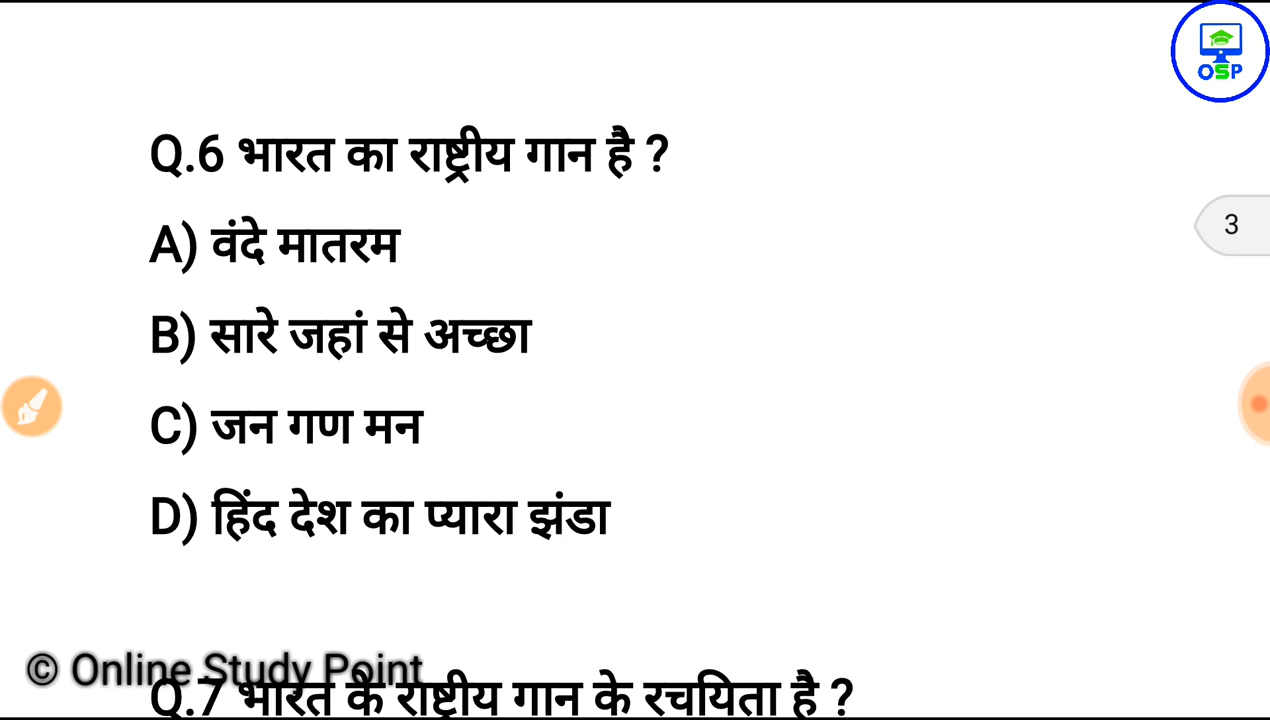 OSP
Q.6 भारत का राष्ट्रीय गान है ?
A) वंदे मातरम
3
B) सारे जहां से अच्छा
C) जन गण मन
D) हिंद देश का प्यारा झंडा
© Online Study Point
Q.7 भारत के राष्ट्रीय गान के रचयिता है ?